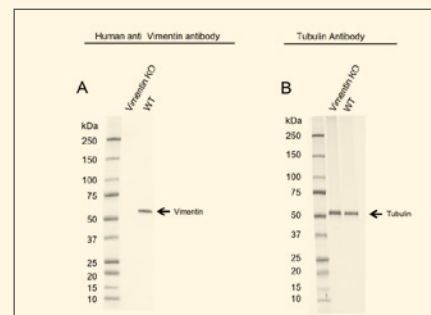 Human anti Vimentin antibody
Tubulin Antibody
A
Vimentin KO
WT
kDa
250
150
100
75
50
37
25
20
15
10
Vimentin
B
Vimentin KO
WT
kDa
250
150
100
75
50
37
25
20
15
10
Tubulin